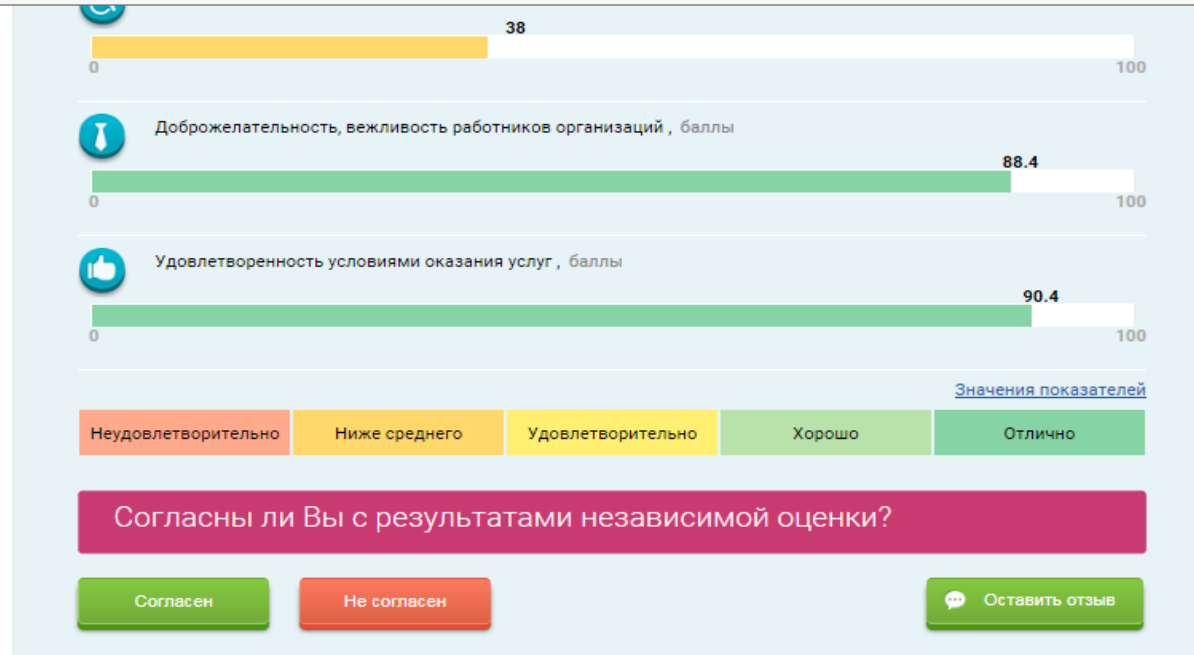 38
0 100
Доброжелательность, вежливость работников организаций , баллы
88.4
0 100
Удовлетворенность условиями оказания услуг , баллы
90.4
0 100
Значения показателей
Неудовлетворительно Ниже среднего Удовлетворительно Хорошо Отлично
Согласны ли Вы с результатами независимой оценки?
Согласен Не согласен Оставить отзыв